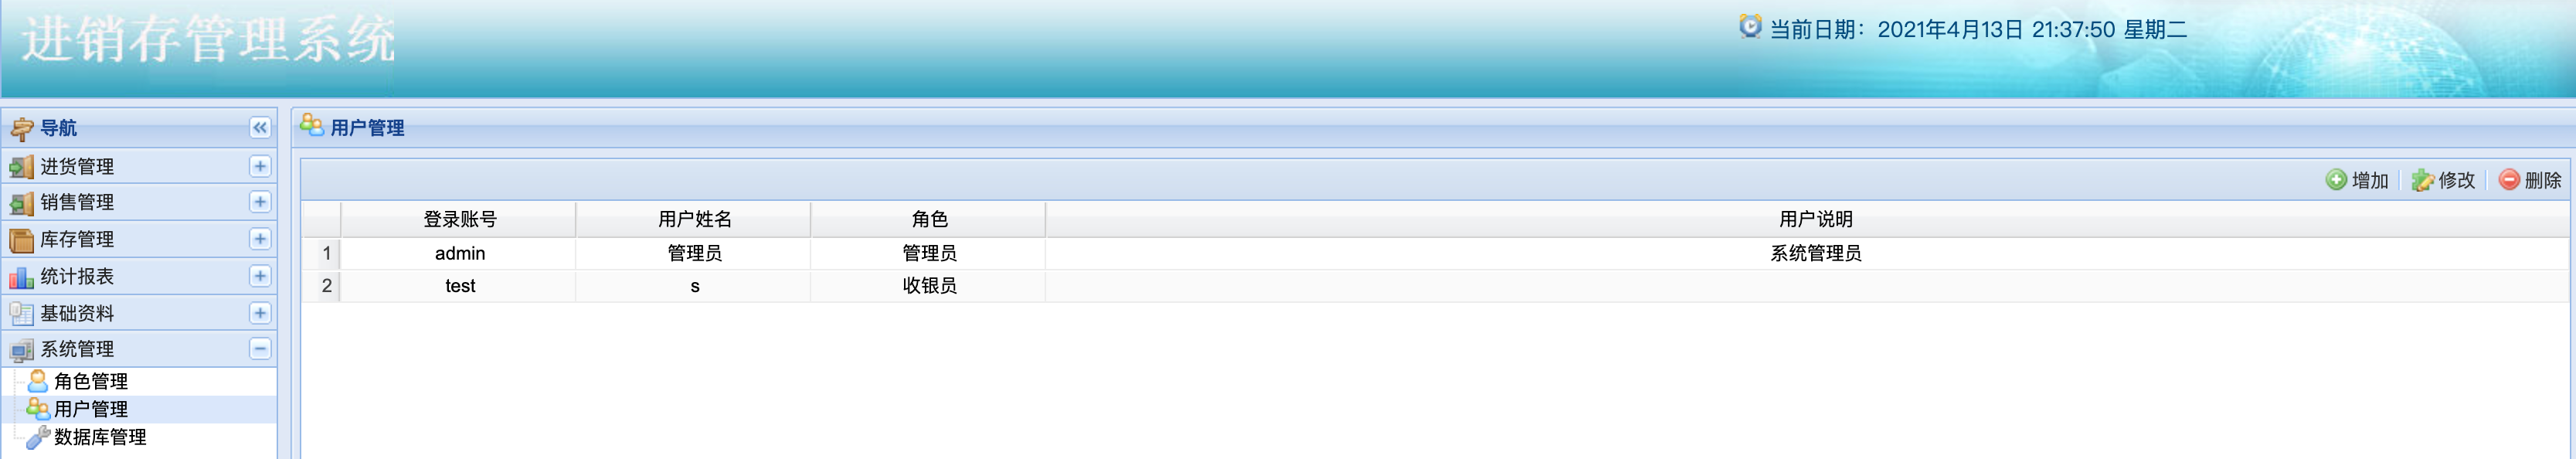 进销存管理系统
当前日期：2021年4月13日 21:37:50 星期二
导航
进货管理
销售管理
库存管理
统计报表
基础资料
系统管理
角色管理
用户管理
数据库管理
用户管理
增加 修改 删除
登录账号 用户姓名 角色 用户说明
1 admin 管理员 管理员 系统管理员
2 test s 收银员